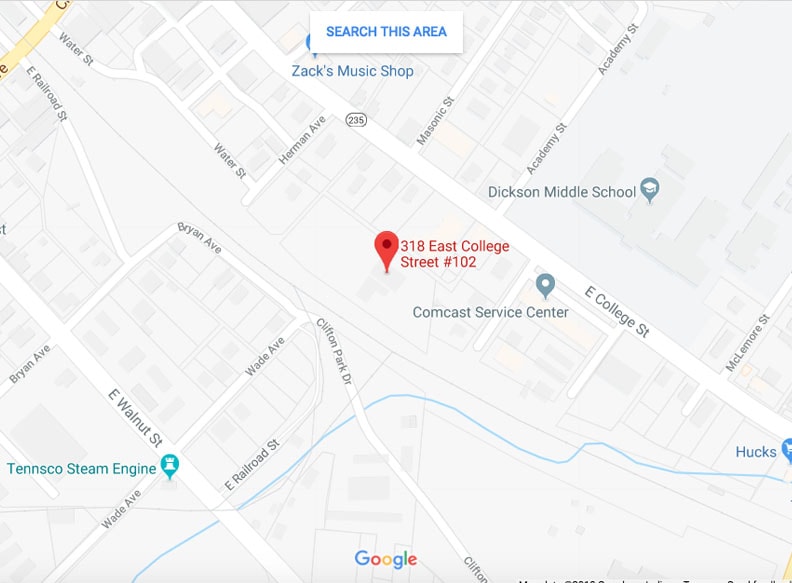 SEARCH THIS AREA
Water St
Zack's Music Shop
Academy St
E Railroad St
235
Masonic St
Herman Ave
Water St
Academy St
Dickson Middle School
Bryan Ave
318 East College
Street #102
E College St
Comcast Service Center
McLemore St
Clifton Park Dr
Wade Ave
Bryan Ave
E Walnut St
Hucks
Tennsco Steam Engine
E Railroad St
Wade Ave
Google
Clifton